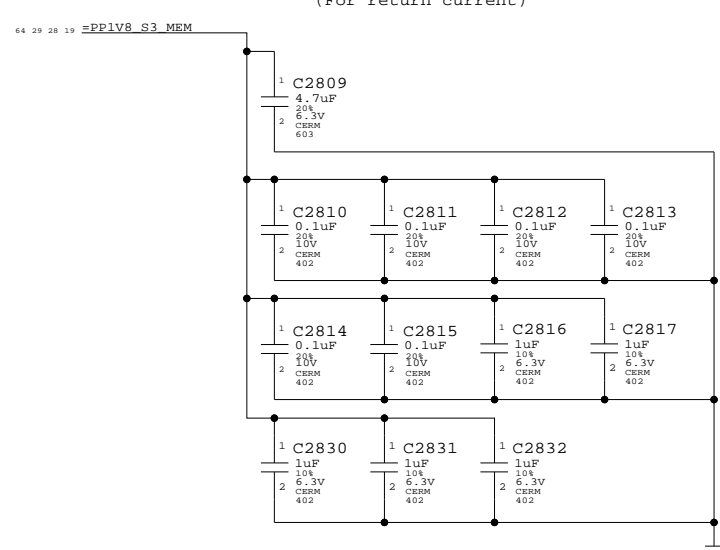 (For return current)
64 29 28 19 =PP1V8_S3_MEM
1 C2809
4.7uF
20%
6.3V
2 CERM
603
1 C2810
0.1uF
20%
10V
2 CERM
402
1 C2811
0.1uF
20%
10V
2 CERM
402
1 C2812
0.1uF
20%
10V
2 CERM
402
1 C2813
0.1uF
20%
10V
2 CERM
402
1 C2814
0.1uF
20%
10V
2 CERM
402
1 C2815
0.1uF
20%
10V
2 CERM
402
1 C2816
1uF
10%
6.3V
2 CERM
402
1 C2817
1uF
10%
6.3V
2 CERM
402
1 C2830
1uF
10%
6.3V
2 CERM
402
1 C2831
1uF
10%
6.3V
2 CERM
402
1 C2832
1uF
10%
6.3V
2 CERM
402